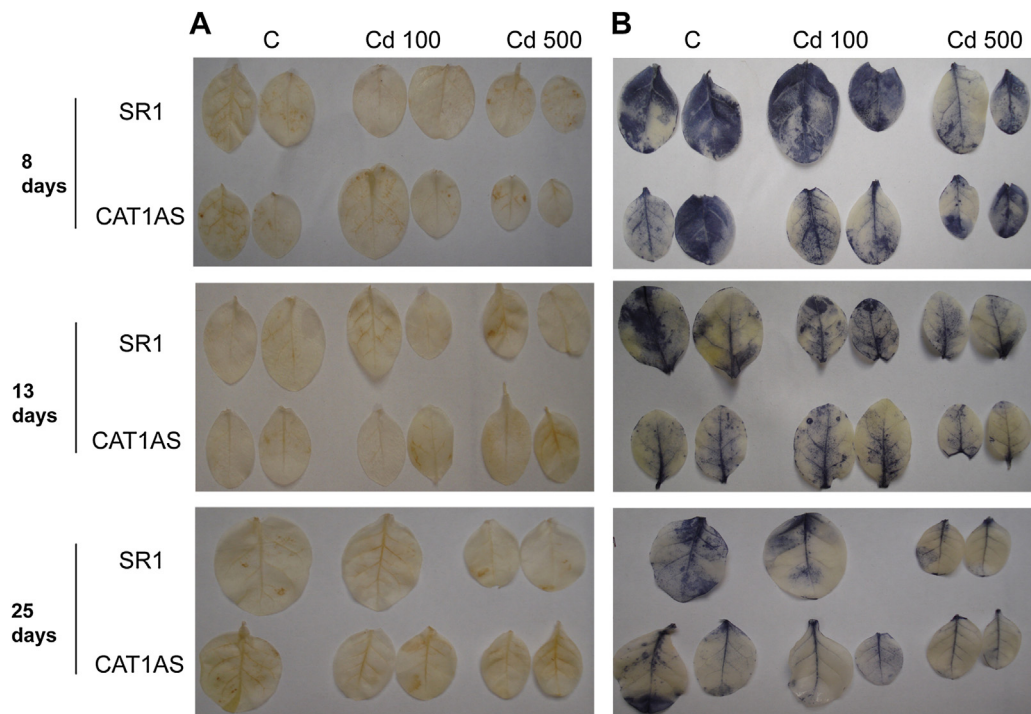 A B
C Cd 100 Cd 500 C Cd 100 Cd 500
SR1
8
days
CAT1AS
SR1
13
days
CAT1AS
SR1
25
days
CAT1AS